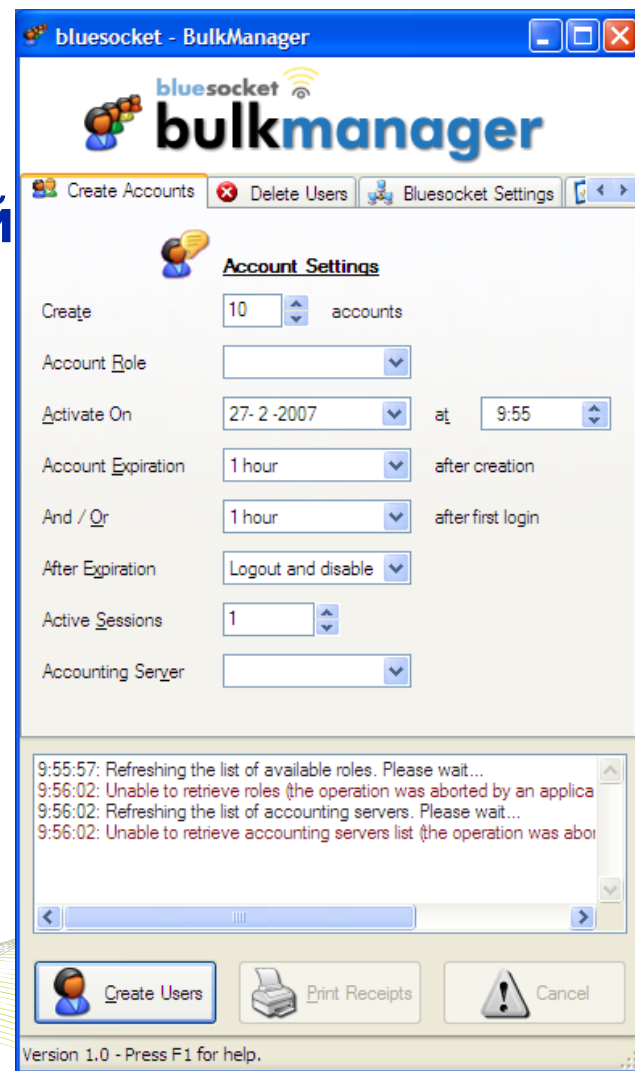 bluesocket - BulkManager
bluesocket
bulkmanager
Create Accounts Delete Users Bluesocket Settings
й
Account Settings
Create 10 accounts
Account Role
Activate On 27- 2 -2007 at 9:55
Account Expiration 1 hour after creation
And / Or 1 hour after first login
After Expiration Logout and disable
Active Sessions 1
Accounting Server
9:55:57: Refreshing the list of available roles. Please wait...
9:56:02: Unable to retrieve roles (the operation was aborted by an applica
9:56:02: Refreshing the list of accounting servers. Please wait...
9:56:02: Unable to retrieve accounting servers list (the operation was abor
Create Users Print Receipts Cancel
Version 1.0 - Press F1 for help.